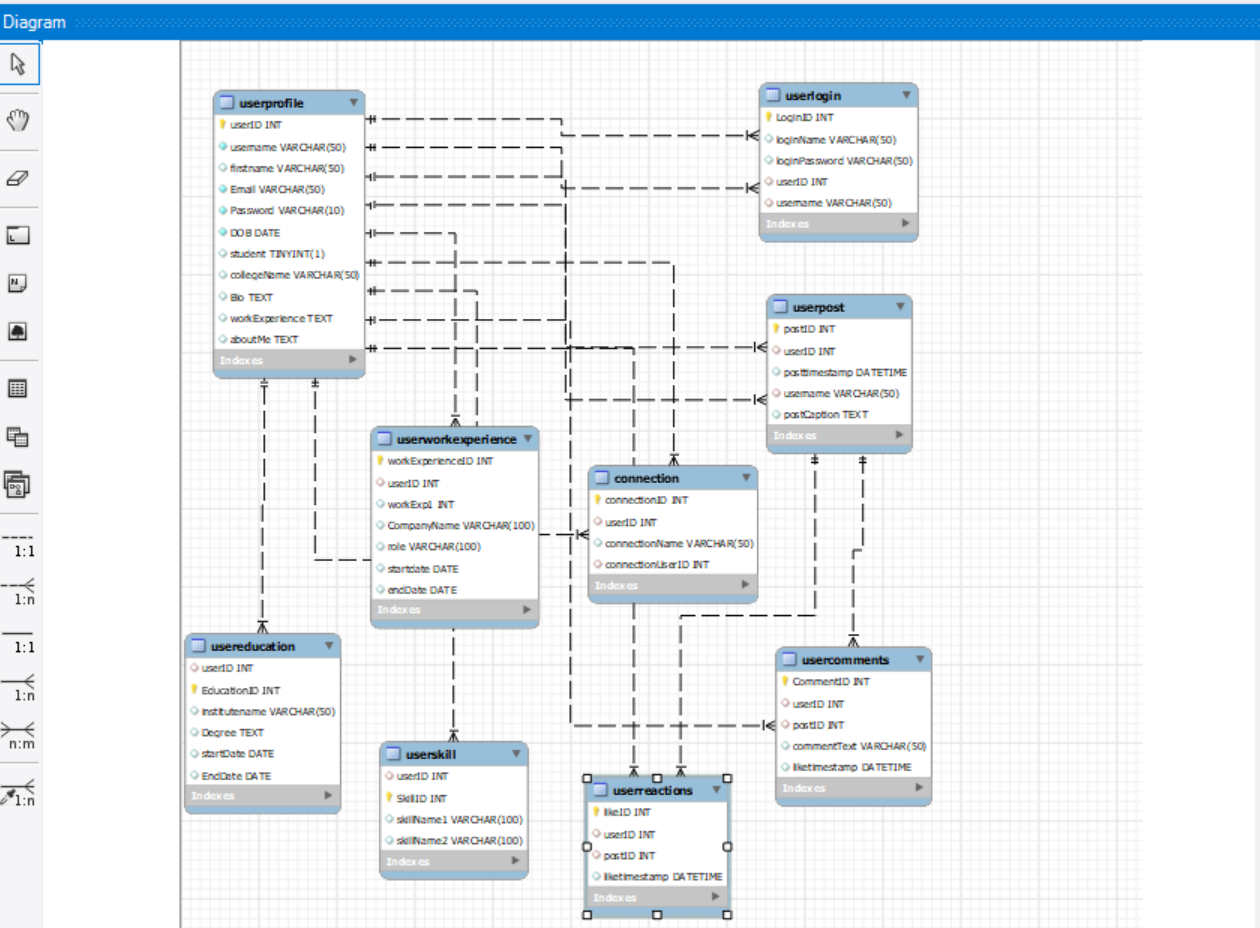 Diagram
userprofile
userID INT
username VARCHAR(50)
firstname VARCHAR(50)
Email VARCHAR(50)
Password VARCHAR(10)
DOB DATE
student TINYINT(1)
collegeName VARCHAR(50)
Bio TEXT
workExperience TEXT
aboutMe TEXT
Indexes
userlogin
LoginID INT
loginName VARCHAR(50)
loginPassword VARCHAR(50)
userID INT
username VARCHAR(50)
Indexes
userpost
postID INT
userID INT
posttimestamp DATETIME
username VARCHAR(50)
postCaption TEXT
Indexes
userworkexperience
workExperienceID INT
userID INT
workExp1 INT
CompanyName VARCHAR(100)
role VARCHAR(100)
startdate DATE
endDate DATE
Indexes
connection
connectionID INT
userID INT
connectionName VARCHAR(50)
connectionUserID INT
Indexes
usereducation
userID INT
EducationID INT
institutename VARCHAR(50)
Degree TEXT
startDate DATE
EndDate DATE
Indexes
userskill
userID INT
SkillID INT
skillName1 VARCHAR(100)
skillName2 VARCHAR(100)
Indexes
userreactions
likeID INT
userID INT
postID INT
liketimestamp DATETIME
Indexes
usercomments
CommentID INT
userID INT
postID INT
commentText VARCHAR(50)
liketimestamp DATETIME
Indexes
1:1
1:n
1:1
1:n
n:m
1:n